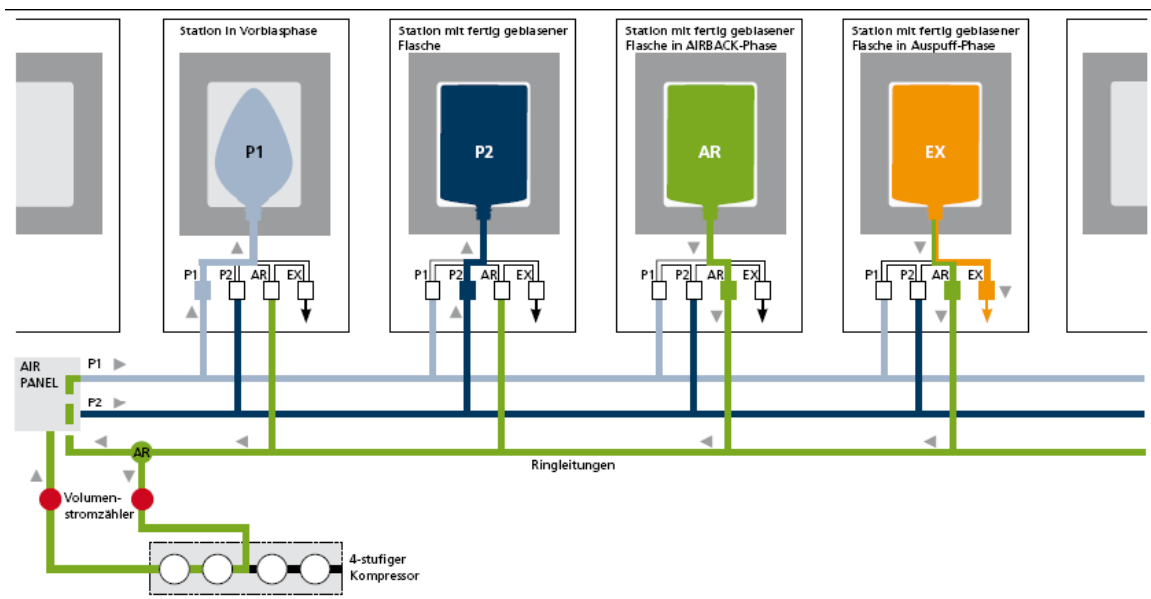 Station in Vorblasphase
Station mit fertig geblasener
Flasche
Station mit fertig geblasener
Flasche in AIRBACK-Phase
Station mit fertig geblasener
Flasche in Auspuff-Phase
P1
P2
AR
EX
P1 P2 AR EX
P1 P2 AR EX
P1 P2 AR EX
P1 P2 AR EX
AIR
PANEL
P1
P2
AR
Ringleitungen
Volumen-
stromzähler
4-stufiger
Kompressor